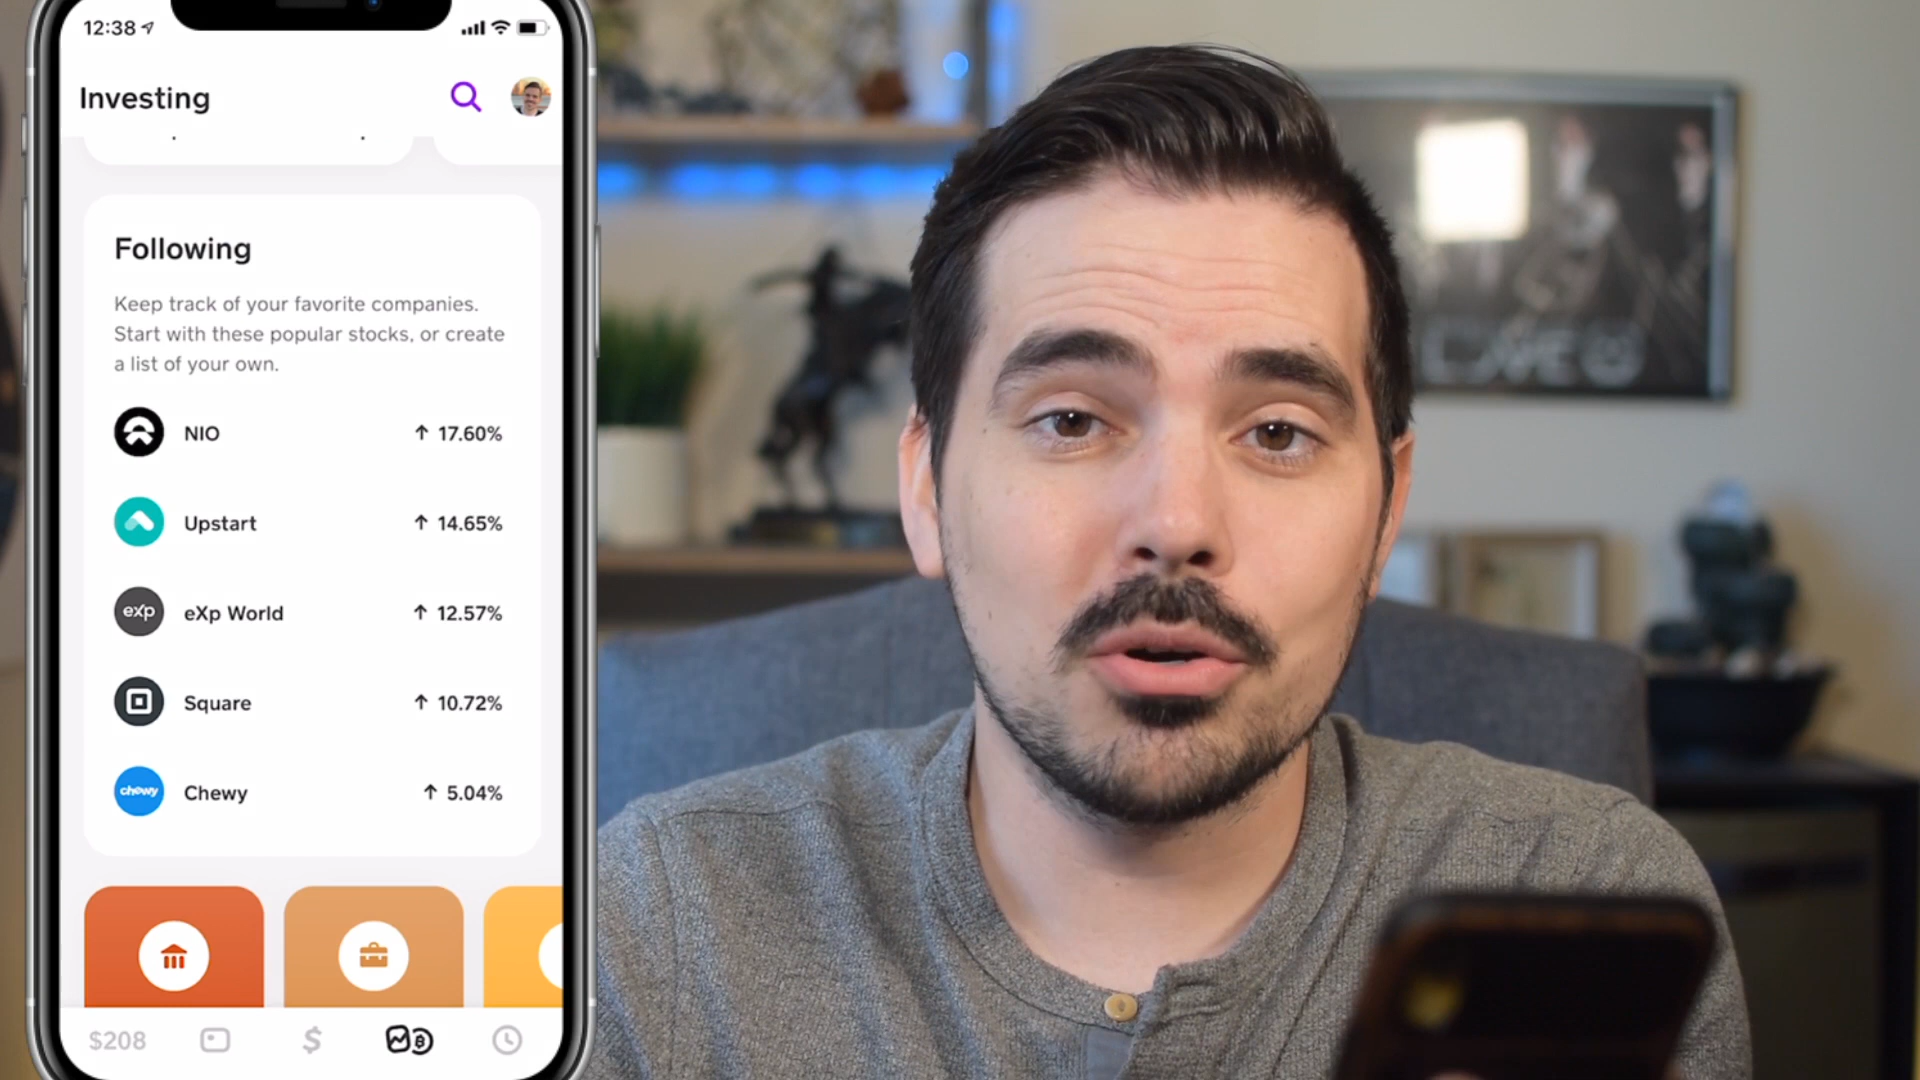 12:38
Investing
Following
Keep track of your favorite companies.
Start with these popular stocks, or create
a list of your own.
NIO ↑ 17.60%
Upstart ↑ 14.65%
eXp
eXp World ↑ 12.57%
Square ↑ 10.72%
chewy
Chewy ↑ 5.04%
$208
$